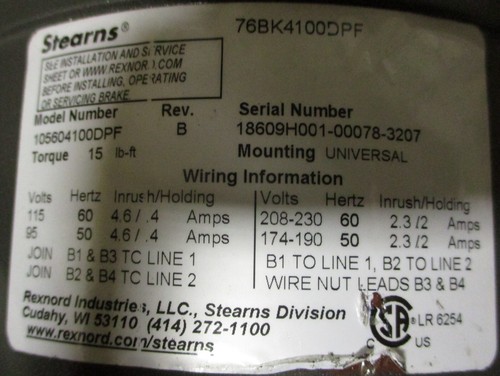 Stearns®
76BK4100DPF
SEE INSTALLATION AND SERVICE
SHEET OR WWW.REXNORD.COM
BEFORE INSTALLING, OPERATING
OR SERVICING BRAKE.
Model Number Rev. Serial Number
105604100DPF B 18609H001-00078-3207
Torque 15 lb-ft Mounting UNIVERSAL
Wiring Information
Volts Hertz Inrush/Holding Volts Hertz Inrush/Holding
115 60 4.6/.4 Amps 208-230 60 2.3/2 Amps
95 50 4.6/.4 Amps 174-190 50 2.3/2 Amps
JOIN B1 & B3 TC LINE 1 B1 TO LINE 1, B2 TO LINE 2
JOIN B2 & B4 TC LINE 2 WIRE NUT LEADS B3 & B4
Rexnord Industries, LLC., Stearns Division
Cudahy, WI 53110 (414) 272-1100
www.rexnord.com/stearns
SA ® LR 6254
C US